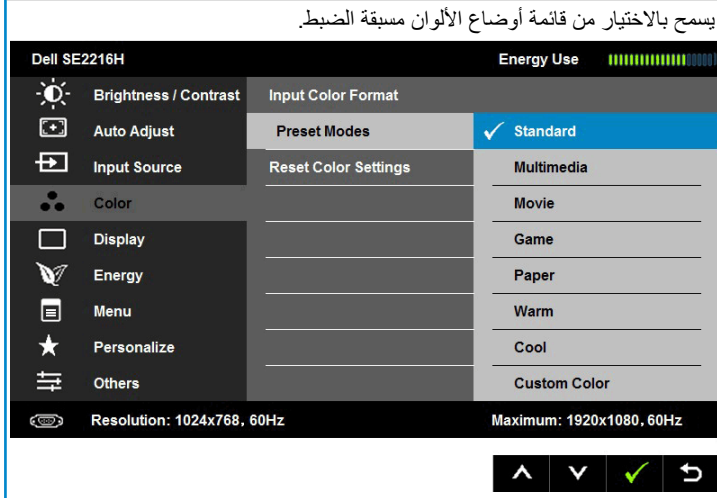 يسمح بالاختيار من قائمة أوضاع الألوان مسبقة الضبط.
Dell SE2216H Energy Use
Brightness / Contrast Input Color Format
Auto Adjust Preset Modes Standard
Input Source Reset Color Settings Multimedia
Color Movie
Display Game
Energy Paper
Menu Warm
Personalize Cool
Others Custom Color
Resolution: 1024x768, 60Hz Maximum: 1920x1080, 60Hz